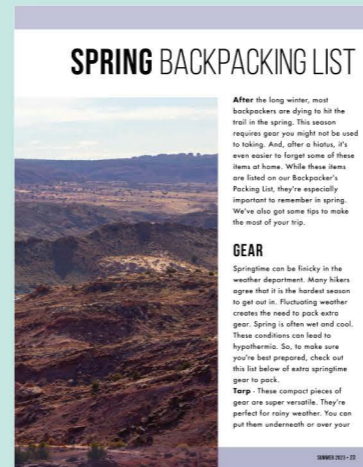 SPRING BACKPACKING LIST
After the long winter, most
backpackers are dying to hit the
trail in the spring. This season
requires gear you might not be used
to taking. And, after a hiatus, it's
even easier to forget some of these
items at home. While these items
are listed on our Backpacker's
Packing List, they're especially
important to remember in spring.
We've also got some tips to make
the most of your trip.
GEAR
Springtime can be finicky in the
weather department. Many hikers
agree that it is the hardest season
to get out in. Fluctuating weather
creates the need to pack extra
gear. Spring is often wet and cool.
These conditions can lead to
hypothermia. So, to make sure
you're best prepared, check out
this list below of extra springtime
gear to pack.
Tarp - These compact pieces of
gear are super versatile. They're
perfect for rainy weather. You can
put them underneath or over your
SUMMER 2023 • 23